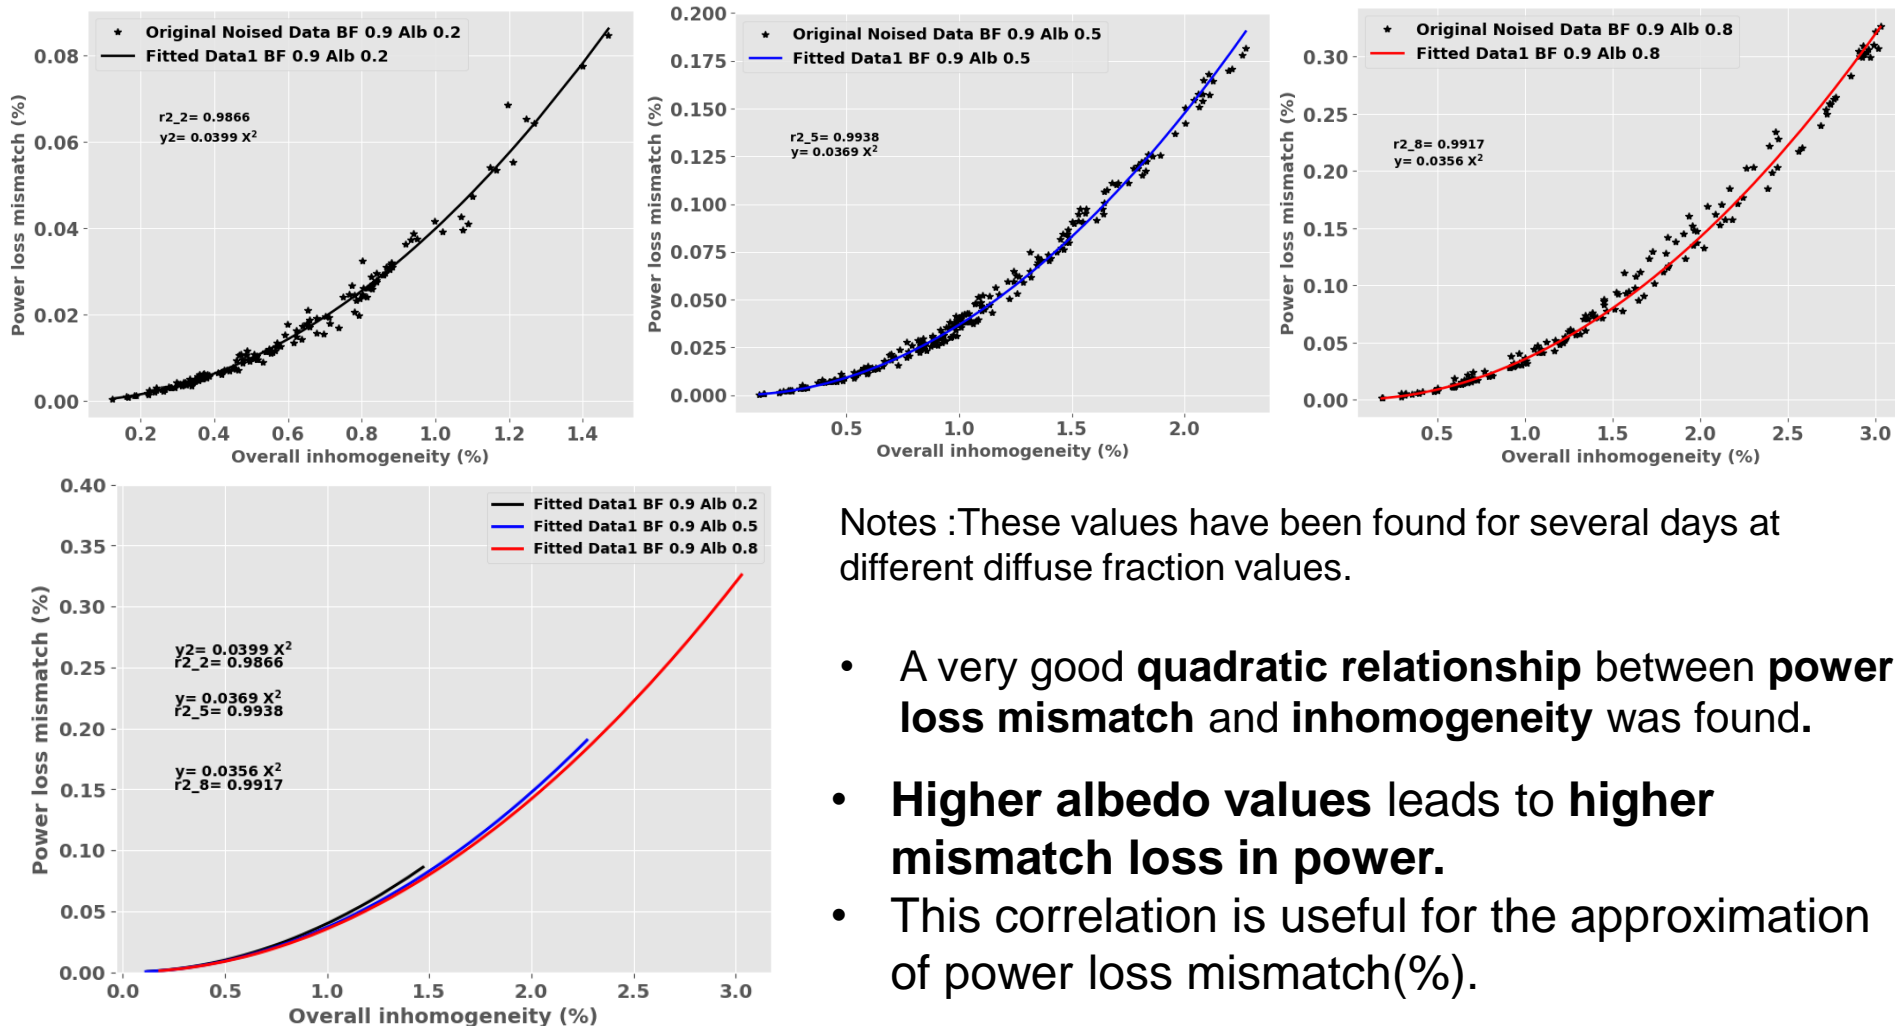 Original Noised Data BF 0.9 Alb 0.2
Fitted Data1 BF 0.9 Alb 0.2
r2_2= 0.9866
y2= 0.0399 X²
Power loss mismatch (%)
0.08
0.06
0.04
0.02
0.00
0.2 0.4 0.6 0.8 1.0 1.2 1.4
Overall inhomogeneity (%)
Original Noised Data BF 0.9 Alb 0.5
Fitted Data1 BF 0.9 Alb 0.5
r2_5= 0.9938
y= 0.0369 X²
Power loss mismatch (%)
0.200
0.175
0.150
0.125
0.100
0.075
0.050
0.025
0.000
0.5 1.0 1.5 2.0
Overall inhomogeneity (%)
Original Noised Data BF 0.9 Alb 0.8
Fitted Data1 BF 0.9 Alb 0.8
r2_8= 0.9917
y= 0.0356 X²
Power loss mismatch (%)
0.30
0.25
0.20
0.15
0.10
0.05
0.00
0.5 1.0 1.5 2.0 2.5 3.0
Overall inhomogeneity (%)
Fitted Data1 BF 0.9 Alb 0.2
Fitted Data1 BF 0.9 Alb 0.5
Fitted Data1 BF 0.9 Alb 0.8
y2= 0.0399 X²
r2_2= 0.9866
y= 0.0369 X²
r2_5= 0.9938
y= 0.0356 X²
r2_8= 0.9917
Power loss mismatch (%)
0.40
0.35
0.30
0.25
0.20
0.15
0.10
0.05
0.00
0.0 0.5 1.0 1.5 2.0 2.5 3.0
Overall inhomogeneity (%)
Notes :These values have been found for several days at
different diffuse fraction values.
• A very good quadratic relationship between power
loss mismatch and inhomogeneity was found.
• Higher albedo values leads to higher
mismatch loss in power.
• This correlation is useful for the approximation
of power loss mismatch(%).